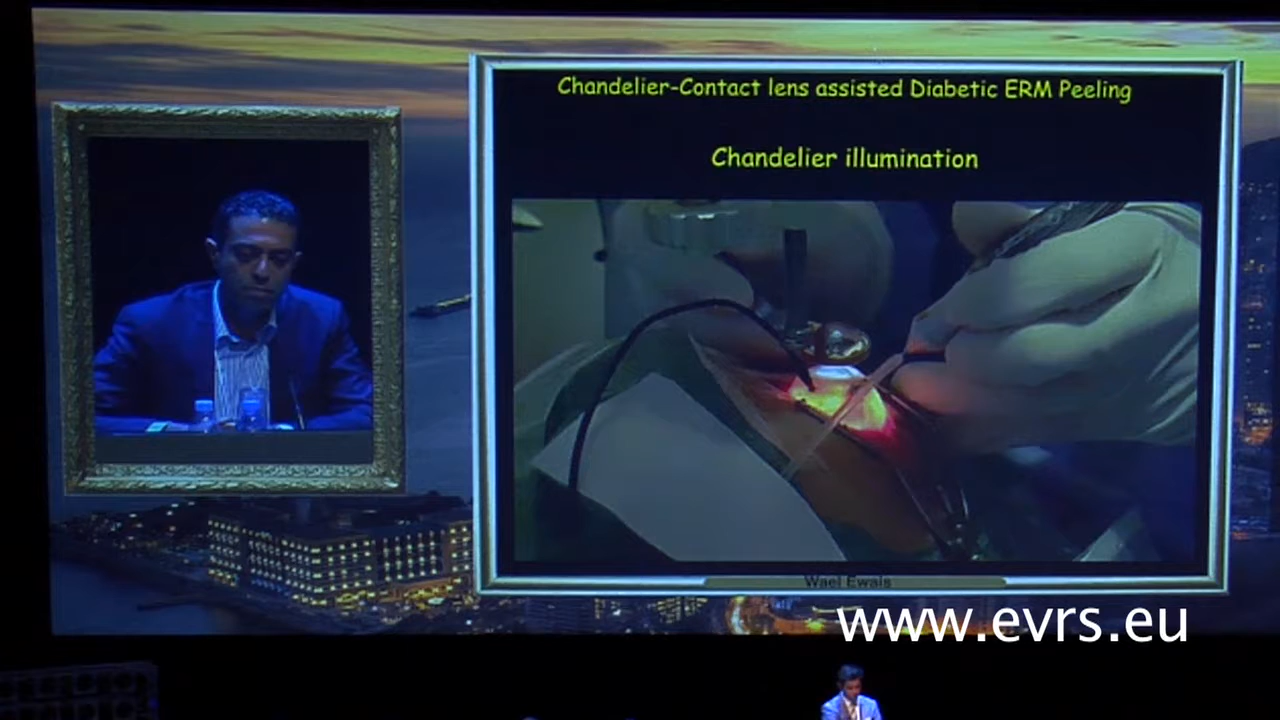 Chandelier-Contact lens assisted Diabetic ERM Peeling
Chandelier illumination
Wael Ewais
www.evrs.eu